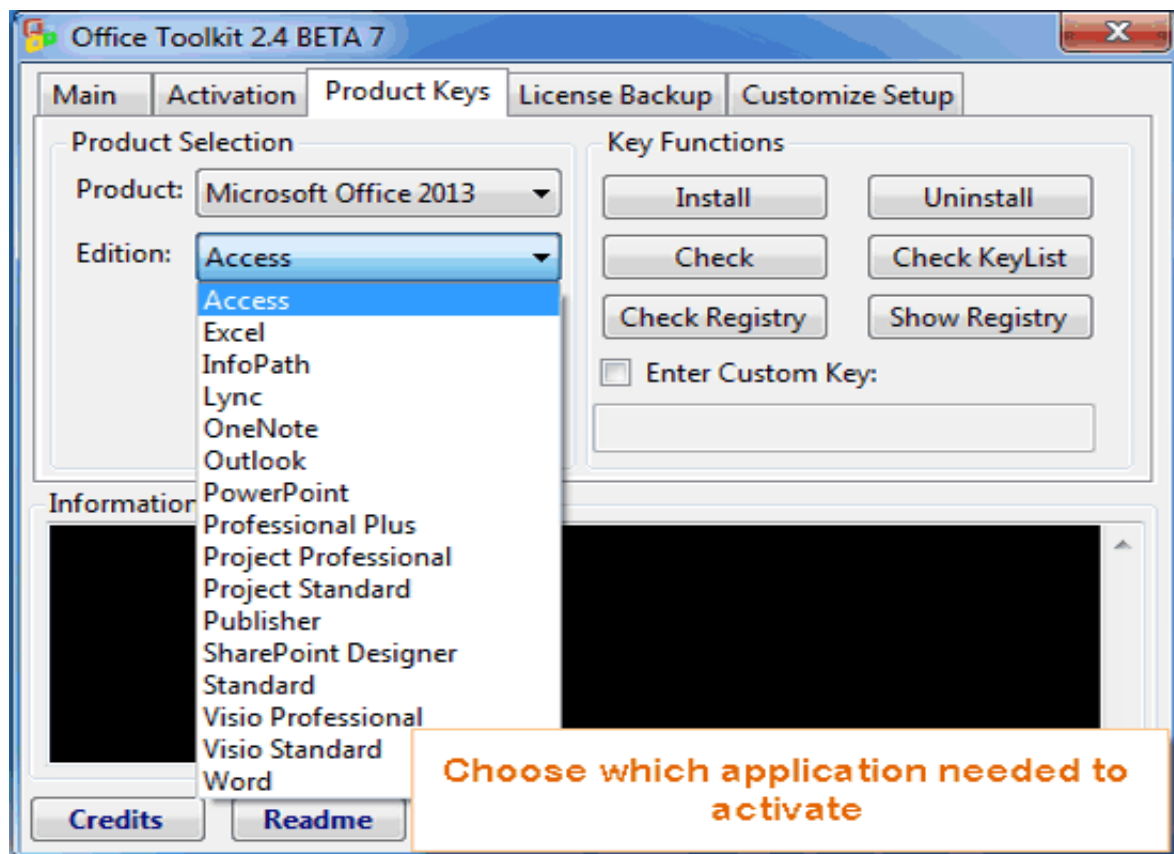 Office Toolkit 2.4 BETA 7
Main Activation Product Keys License Backup Customize Setup
Product Selection
Product: Microsoft Office 2013
Edition: Access
Access
Excel
InfoPath
Lync
OneNote
Outlook
PowerPoint
Professional Plus
Project Professional
Project Standard
Publisher
SharePoint Designer
Standard
Visio Professional
Visio Standard
Word
Key Functions
Install Uninstall
Check Check KeyList
Check Registry Show Registry
Enter Custom Key:
Information
Choose which application needed to
activate
Credits Readme